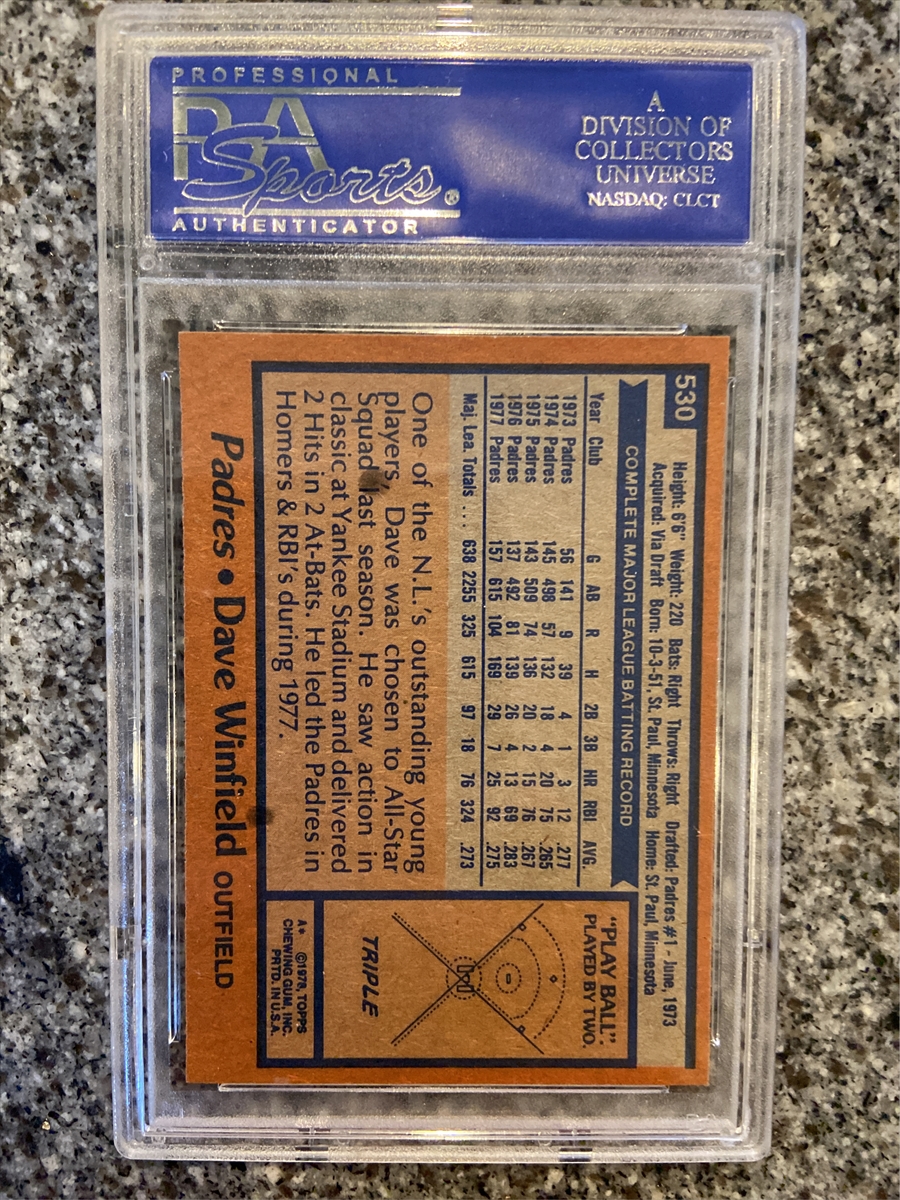 PROFESSIONAL
PSA
Sports®
AUTHENTICATOR
A
DIVISION OF
COLLECTORS
UNIVERSE
NASDAQ: CLCT
530
Height: 6'6" Weight: 220 Bats: Right Throws: Right Drafted: Padres #1 - June, 1973
Acquired: Via Draft Born: 10-3-51, St. Paul, Minnesota Home: St. Paul, Minnesota
COMPLETE MAJOR LEAGUE BATTING RECORD
Year Club G AB R H 2B 3B HR RBI AVG.
1973 Padres 56 141 9 39 4 1 3 12 .277
1974 Padres 145 498 57 132 18 4 20 75 .265
1975 Padres 143 509 74 136 20 2 15 76 .267
1976 Padres 137 492 81 139 26 4 13 69 .283
1977 Padres 157 615 104 169 29 7 25 92 .275
Maj. Lea. Totals ... 638 2255 325 615 97 18 76 324 .273
One of the N.L.'s outstanding young
players, Dave was chosen to All-Star
Squad last season. He saw action in
classic at Yankee Stadium and delivered
2 Hits in 2 At-Bats. He led the Padres in
Homers & RBI's during 1977.
"PLAY BALL"
PLAYED BY TWO.
TRIPLE
A* ©1978, TOPPS
CHEWING GUM, INC.
PRTD. IN U.S.A.
Padres • Dave Winfield OUTFIELD